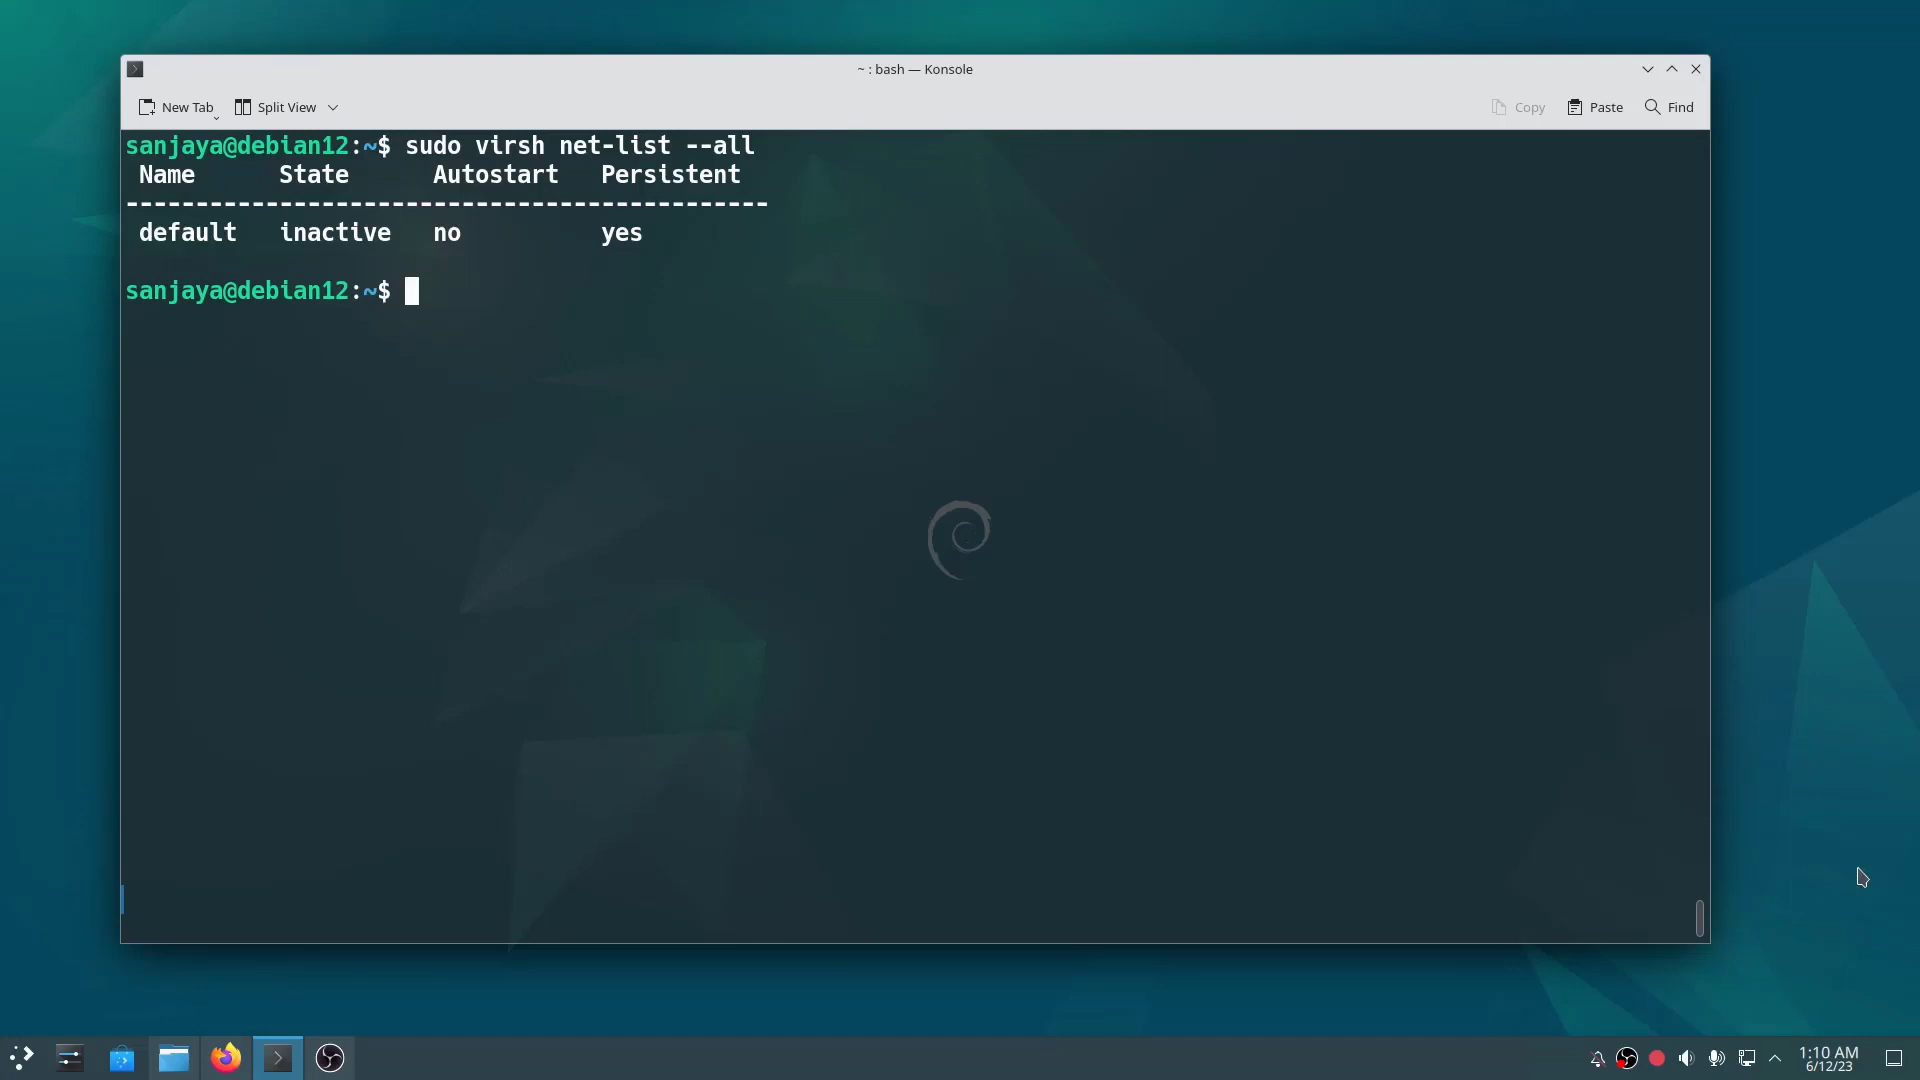 ~ : bash — Konsole
New Tab Split View Copy Paste Find
sanjaya@debian12:~$ sudo virsh net-list --all
Name State Autostart Persistent
----------------------------------------------
default inactive no yes
sanjaya@debian12:~$
1:10 AM
6/12/23